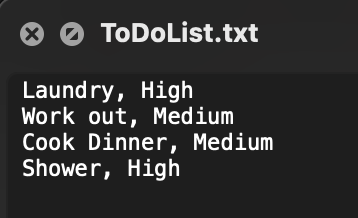 ToDoList.txt
Laundry, High
Work out, Medium
Cook Dinner, Medium
Shower, High